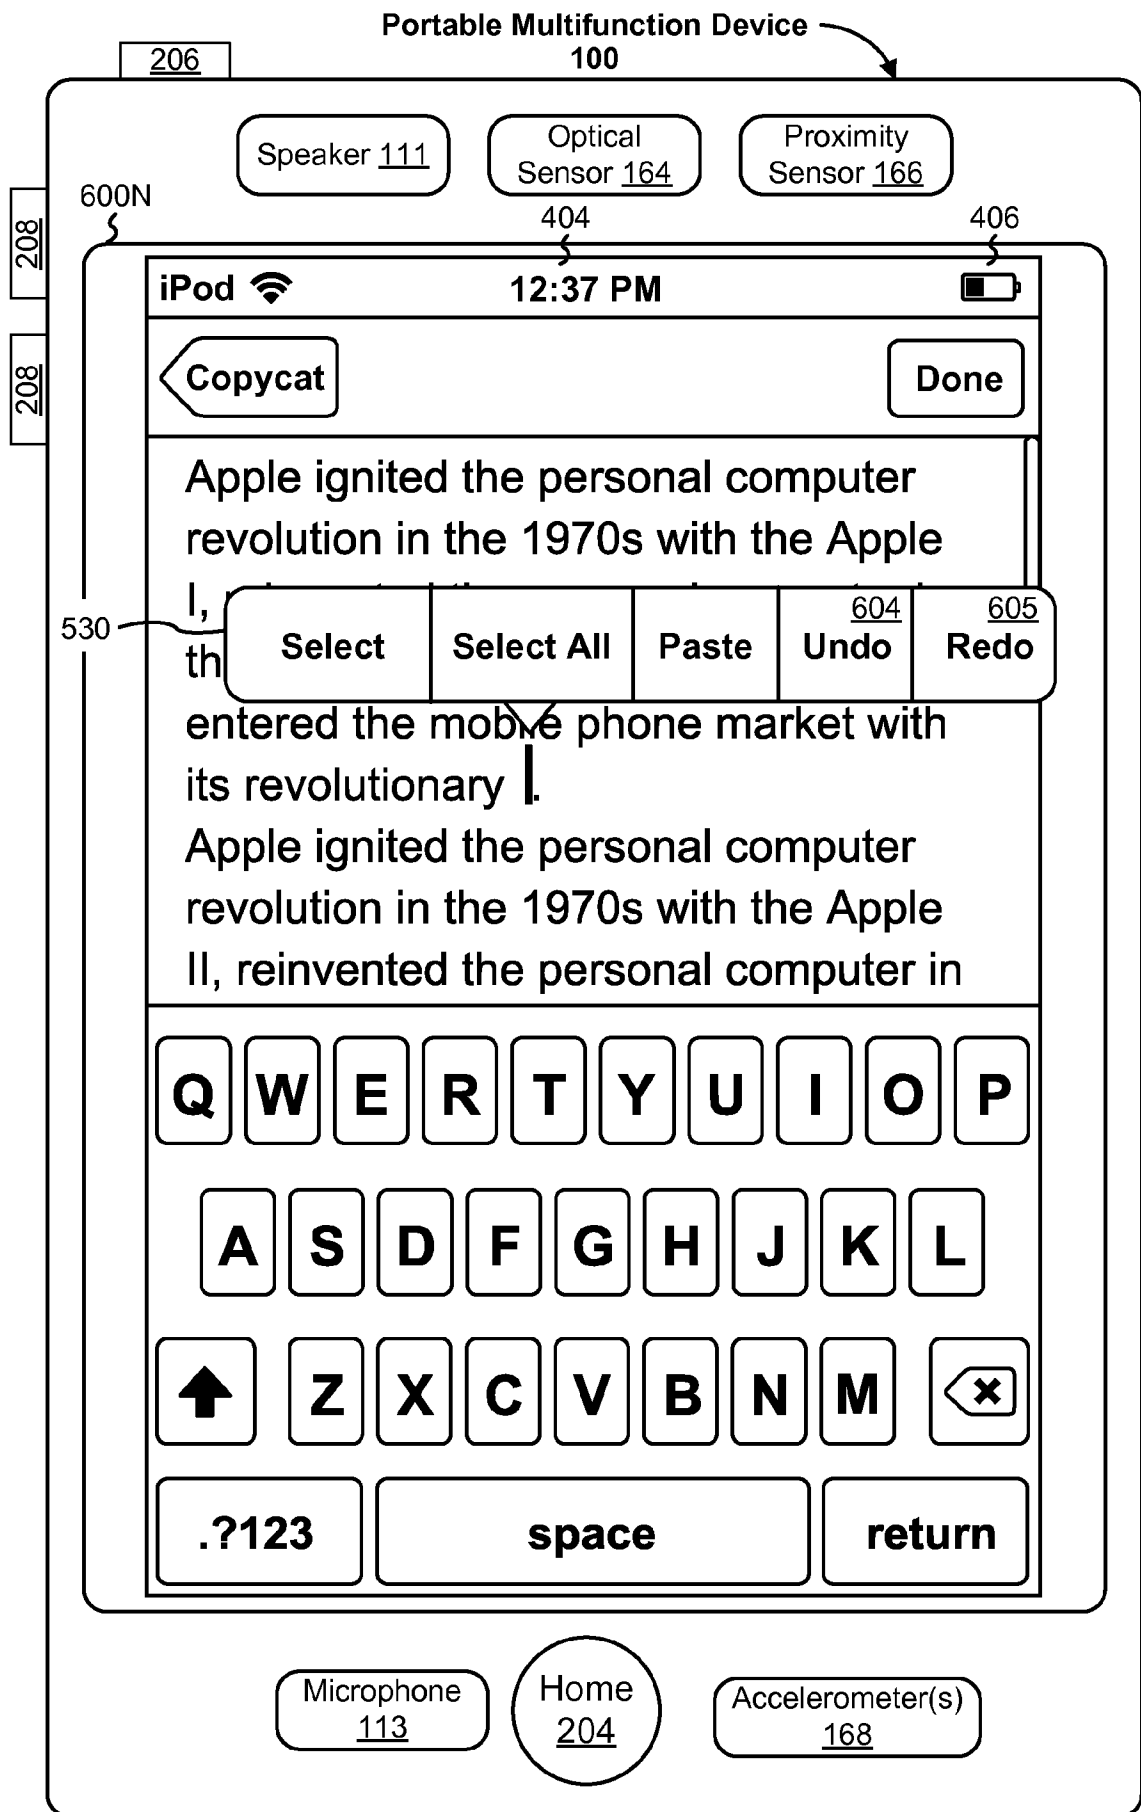 Portable Multifunction Device
100
206
Speaker 111
Optical
Sensor 164
Proximity
Sensor 166
600N
404
406
208
208
iPod
12:37 PM
Copycat
Done
Apple ignited the personal computer
revolution in the 1970s with the Apple
I,
th
530
Select
Select All
Paste
604
Undo
605
Redo
entered the mobile phone market with
its revolutionary .
Apple ignited the personal computer
revolution in the 1970s with the Apple
II, reinvented the personal computer in
Q W E R T Y U I O P
A S D F G H J K L
Z X C V B N M
.?123 space return
Microphone
113
Home
204
Accelerometer(s)
168